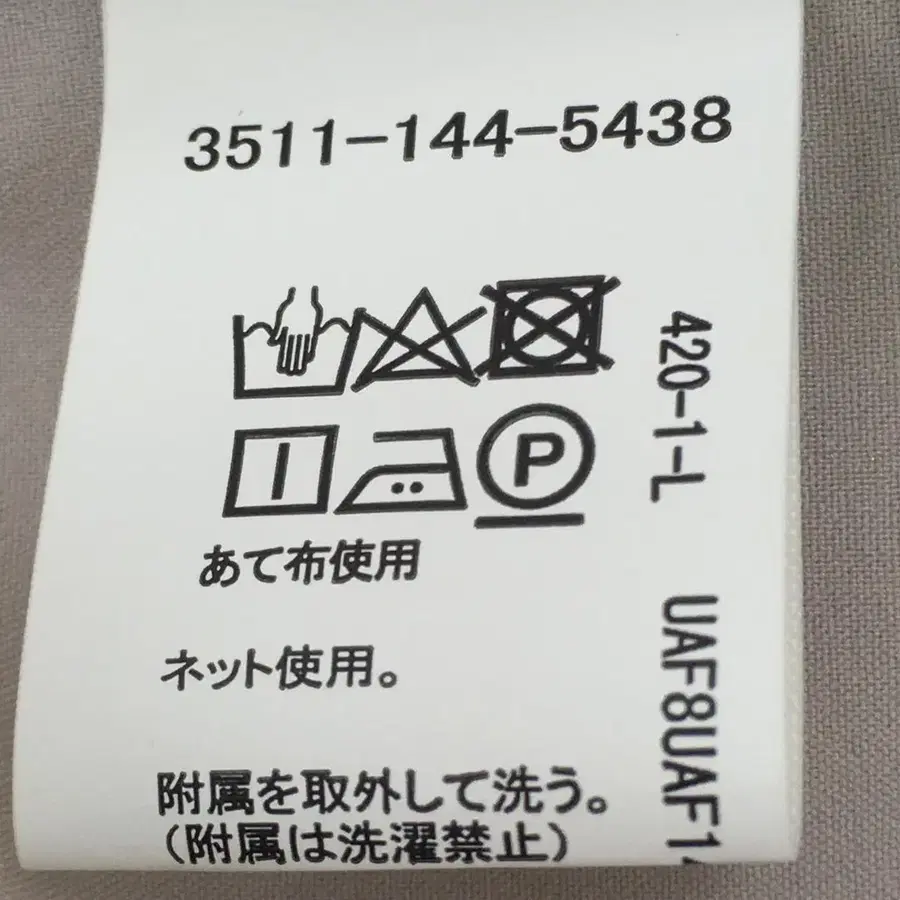 3511-144-5438
P
あて布使用
ネット使用。
附属を取外して洗う。
(附属は洗濯禁止)
420-1-L
UAF8UAF1